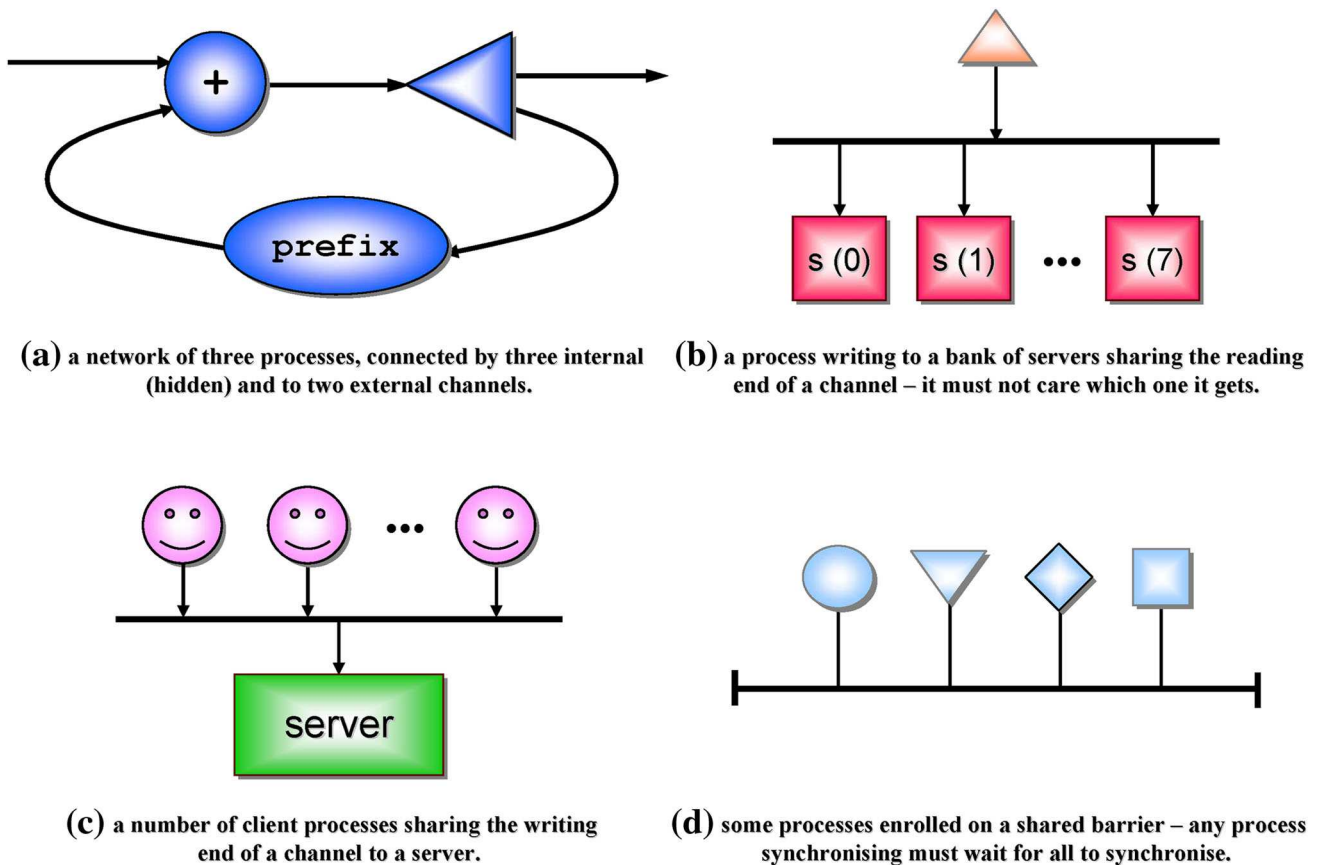 +
prefix
(a) a network of three processes, connected by three internal
(hidden) and to two external channels.
s (0) s (1) ••• s (7)
(b) a process writing to a bank of servers sharing the reading
end of a channel – it must not care which one it gets.
•••
server
(c) a number of client processes sharing the writing
end of a channel to a server.
(d) some processes enrolled on a shared barrier – any process
synchronising must wait for all to synchronise.